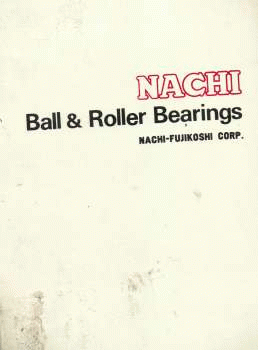 NACHI
Ball & Roller Bearings
NACHI-FUJIKOSHI CORP.